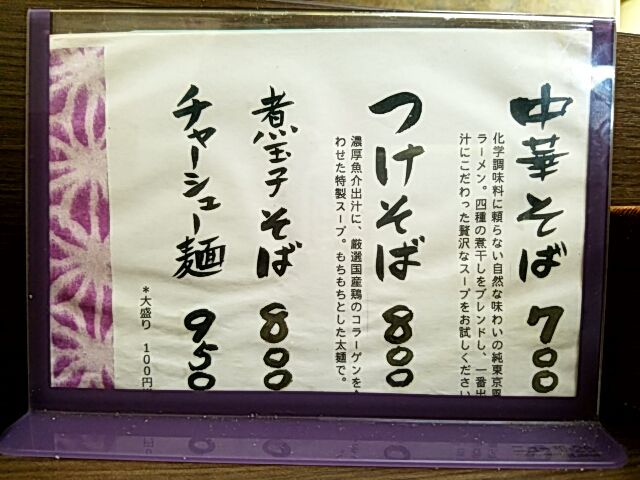 中華そば 700
化学調味料に頼らない自然な味わいの純東京風
ラーメン。四種の煮干しをブレンドし、一番出
汁にこだわった贅沢なスープをお試しください
つけそば 800
濃厚魚介出汁に、厳選国産鶏のコラーゲンを
わせた特製スープ。もちもちとした太麺で。
煮玉子そば 800
チャーシュー麺 950
*大盛り 100円